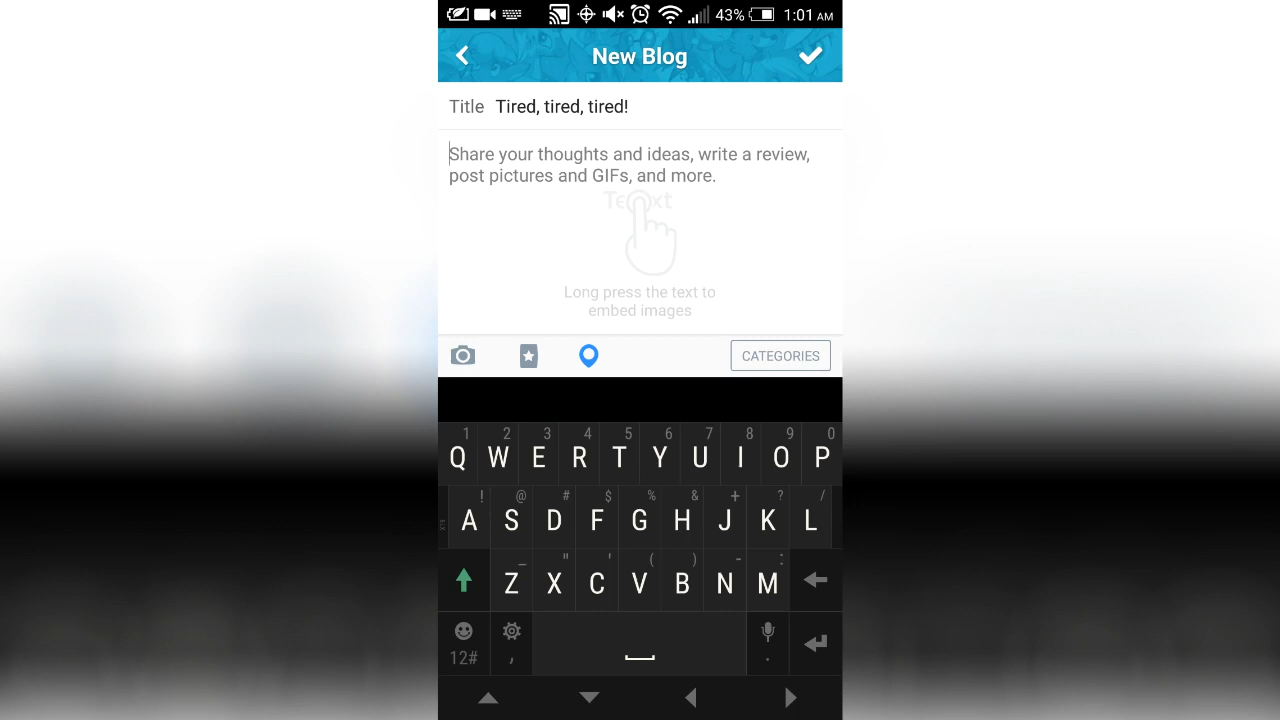 43% 1:01 AM
New Blog
Title Tired, tired, tired!
Share your thoughts and ideas, write a review,
post pictures and GIFs, and more.
Long press the text to
embed images
CATEGORIES
1 2 3 4 5 6 7 8 9 0
Q W E R T Y U I O P
! @ # $ % & + ? /
A S D F G H J K L
_ " ' ( ) - :
Z X C V B N M
12# , .